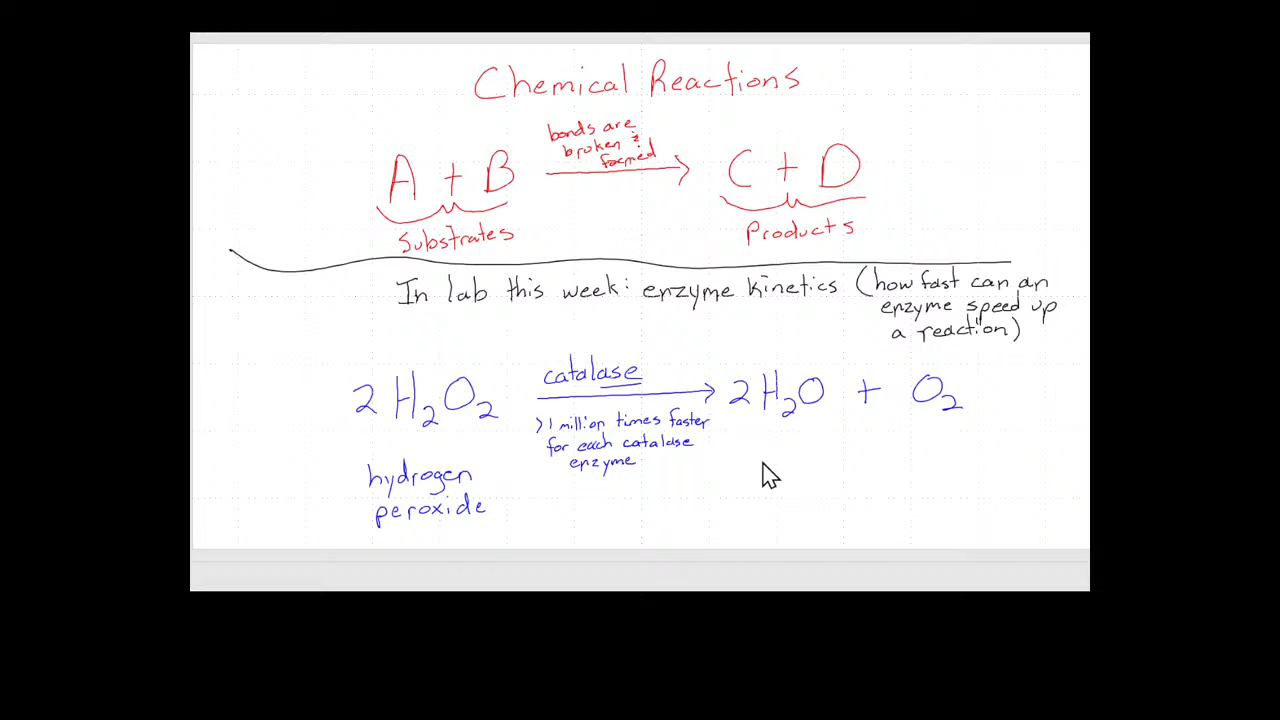 Chemical Reactions
bonds are
broken &
formed
A + B → C + D
Substrates
Products
In lab this week: enzyme kinetics (how fast can an
enzyme speed up
a reaction)
catalase
2 H₂O₂ → 2 H₂O + O₂
>1 million times faster
for each catalase
enzyme
hydrogen
peroxide